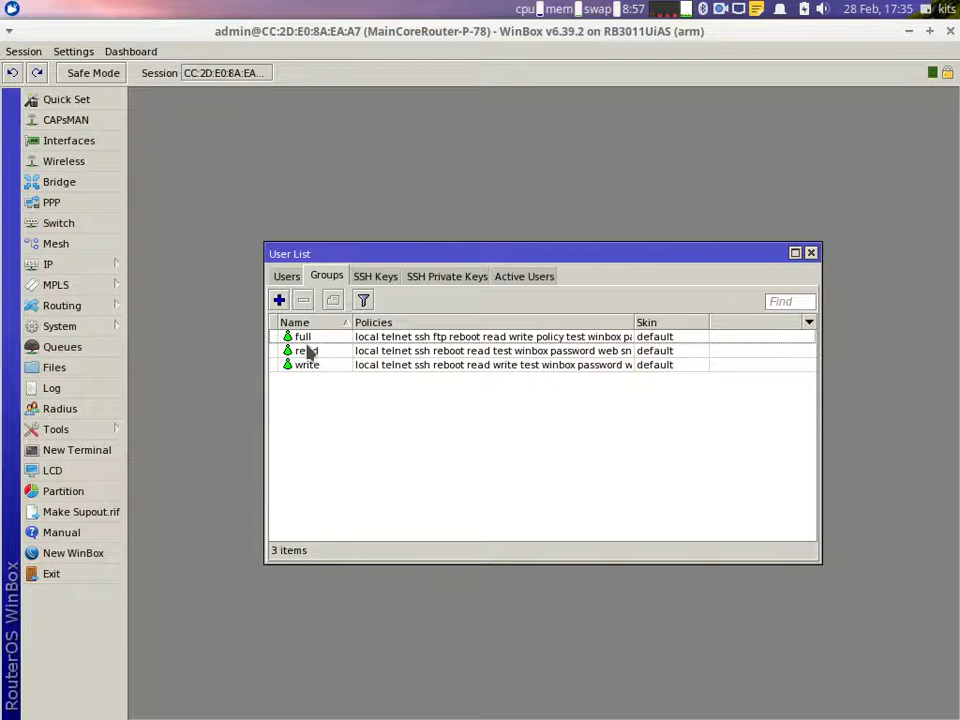 cpu mem swap 8:57 28 Feb, 17:35 kits
admin@CC:2D:E0:8A:EA:A7 (MainCoreRouter-P-78) - WinBox v6.39.2 on RB3011UiAS (arm)
Session Settings Dashboard
Safe Mode Session CC:2D:E0:8A:EA...
Quick Set
CAPsMAN
Interfaces
Wireless
Bridge
PPP
Switch
Mesh
IP
MPLS
Routing
System
Queues
Files
Log
Radius
Tools
New Terminal
LCD
Partition
Make Supout.rif
Manual
New WinBox
Exit
RouterOS WinBox
User List
Users Groups SSH Keys SSH Private Keys Active Users
Find
Name Policies Skin
full local telnet ssh ftp reboot read write policy test winbox pa default
read local telnet ssh reboot read test winbox password web sn default
write local telnet ssh reboot read write test winbox password w default
3 items